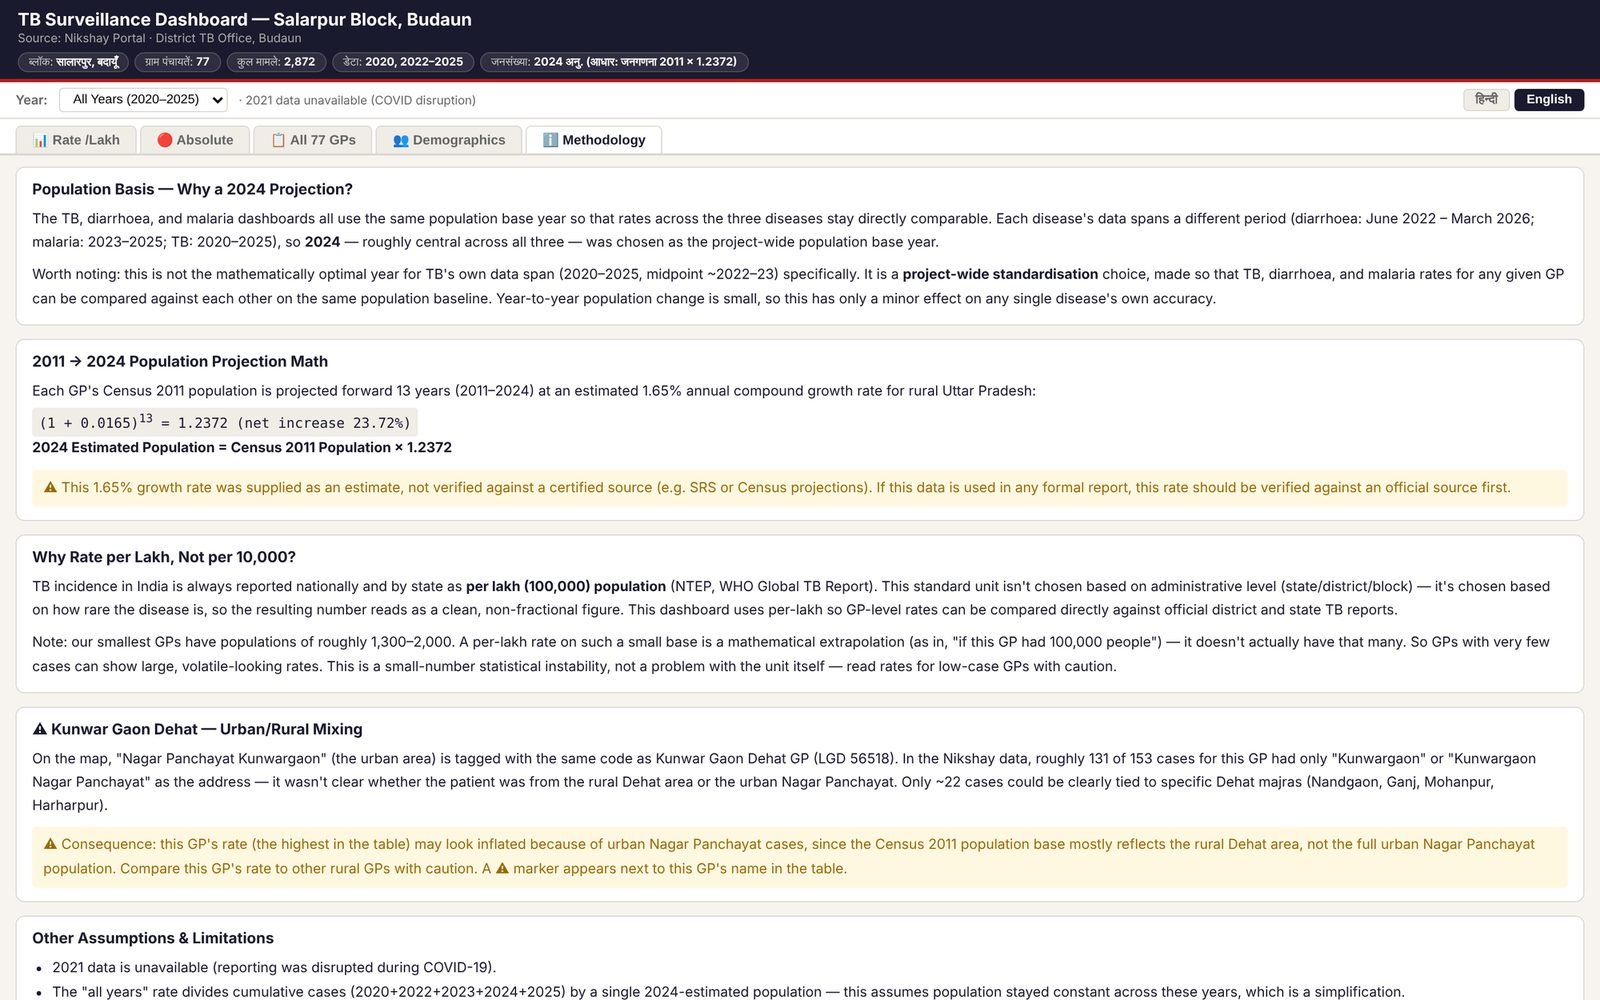 TB Surveillance Dashboard — Salarpur Block, Budaun
Source: Nikshay Portal · District TB Office, Budaun
ब्लॉक: सालारपुर, बदायूँ ग्राम पंचायतें: 77 कुल मामले: 2,872 डेटा: 2020, 2022–2025 जनसंख्या: 2024 अनु. (आधार: जनगणना 2011 × 1.2372)
Year: All Years (2020–2025) · 2021 data unavailable (COVID disruption) हिन्दी English
📊 Rate /Lakh 🔴 Absolute 📋 All 77 GPs 👥 Demographics ℹ️ Methodology
Population Basis — Why a 2024 Projection?
The TB, diarrhoea, and malaria dashboards all use the same population base year so that rates across the three diseases stay directly comparable. Each disease's data spans a different period (diarrhoea: June 2022 – March 2026;
malaria: 2023–2025; TB: 2020–2025), so 2024 — roughly central across all three — was chosen as the project-wide population base year.
Worth noting: this is not the mathematically optimal year for TB's own data span (2020–2025, midpoint ~2022–23) specifically. It is a project-wide standardisation choice, made so that TB, diarrhoea, and malaria rates for any given GP
can be compared against each other on the same population baseline. Year-to-year population change is small, so this has only a minor effect on any single disease's own accuracy.
2011 → 2024 Population Projection Math
Each GP's Census 2011 population is projected forward 13 years (2011–2024) at an estimated 1.65% annual compound growth rate for rural Uttar Pradesh:
(1 + 0.0165)¹³ = 1.2372 (net increase 23.72%)
2024 Estimated Population = Census 2011 Population × 1.2372
⚠ This 1.65% growth rate was supplied as an estimate, not verified against a certified source (e.g. SRS or Census projections). If this data is used in any formal report, this rate should be verified against an official source first.
Why Rate per Lakh, Not per 10,000?
TB incidence in India is always reported nationally and by state as per lakh (100,000) population (NTEP, WHO Global TB Report). This standard unit isn't chosen based on administrative level (state/district/block) — it's chosen based
on how rare the disease is, so the resulting number reads as a clean, non-fractional figure. This dashboard uses per-lakh so GP-level rates can be compared directly against official district and state TB reports.
Note: our smallest GPs have populations of roughly 1,300–2,000. A per-lakh rate on such a small base is a mathematical extrapolation (as in, "if this GP had 100,000 people") — it doesn't actually have that many. So GPs with very few
cases can show large, volatile-looking rates. This is a small-number statistical instability, not a problem with the unit itself — read rates for low-case GPs with caution.
⚠ Kunwar Gaon Dehat — Urban/Rural Mixing
On the map, "Nagar Panchayat Kunwargaon" (the urban area) is tagged with the same code as Kunwar Gaon Dehat GP (LGD 56518). In the Nikshay data, roughly 131 of 153 cases for this GP had only "Kunwargaon" or "Kunwargaon
Nagar Panchayat" as the address — it wasn't clear whether the patient was from the rural Dehat area or the urban Nagar Panchayat. Only ~22 cases could be clearly tied to specific Dehat majras (Nandgaon, Ganj, Mohanpur,
Harharpur).
⚠ Consequence: this GP's rate (the highest in the table) may look inflated because of urban Nagar Panchayat cases, since the Census 2011 population base mostly reflects the rural Dehat area, not the full urban Nagar Panchayat
population. Compare this GP's rate to other rural GPs with caution. A ⚠ marker appears next to this GP's name in the table.
Other Assumptions & Limitations
• 2021 data is unavailable (reporting was disrupted during COVID-19).
• The "all years" rate divides cumulative cases (2020+2022+2023+2024+2025) by a single 2024-estimated population — this assumes population stayed constant across these years, which is a simplification.